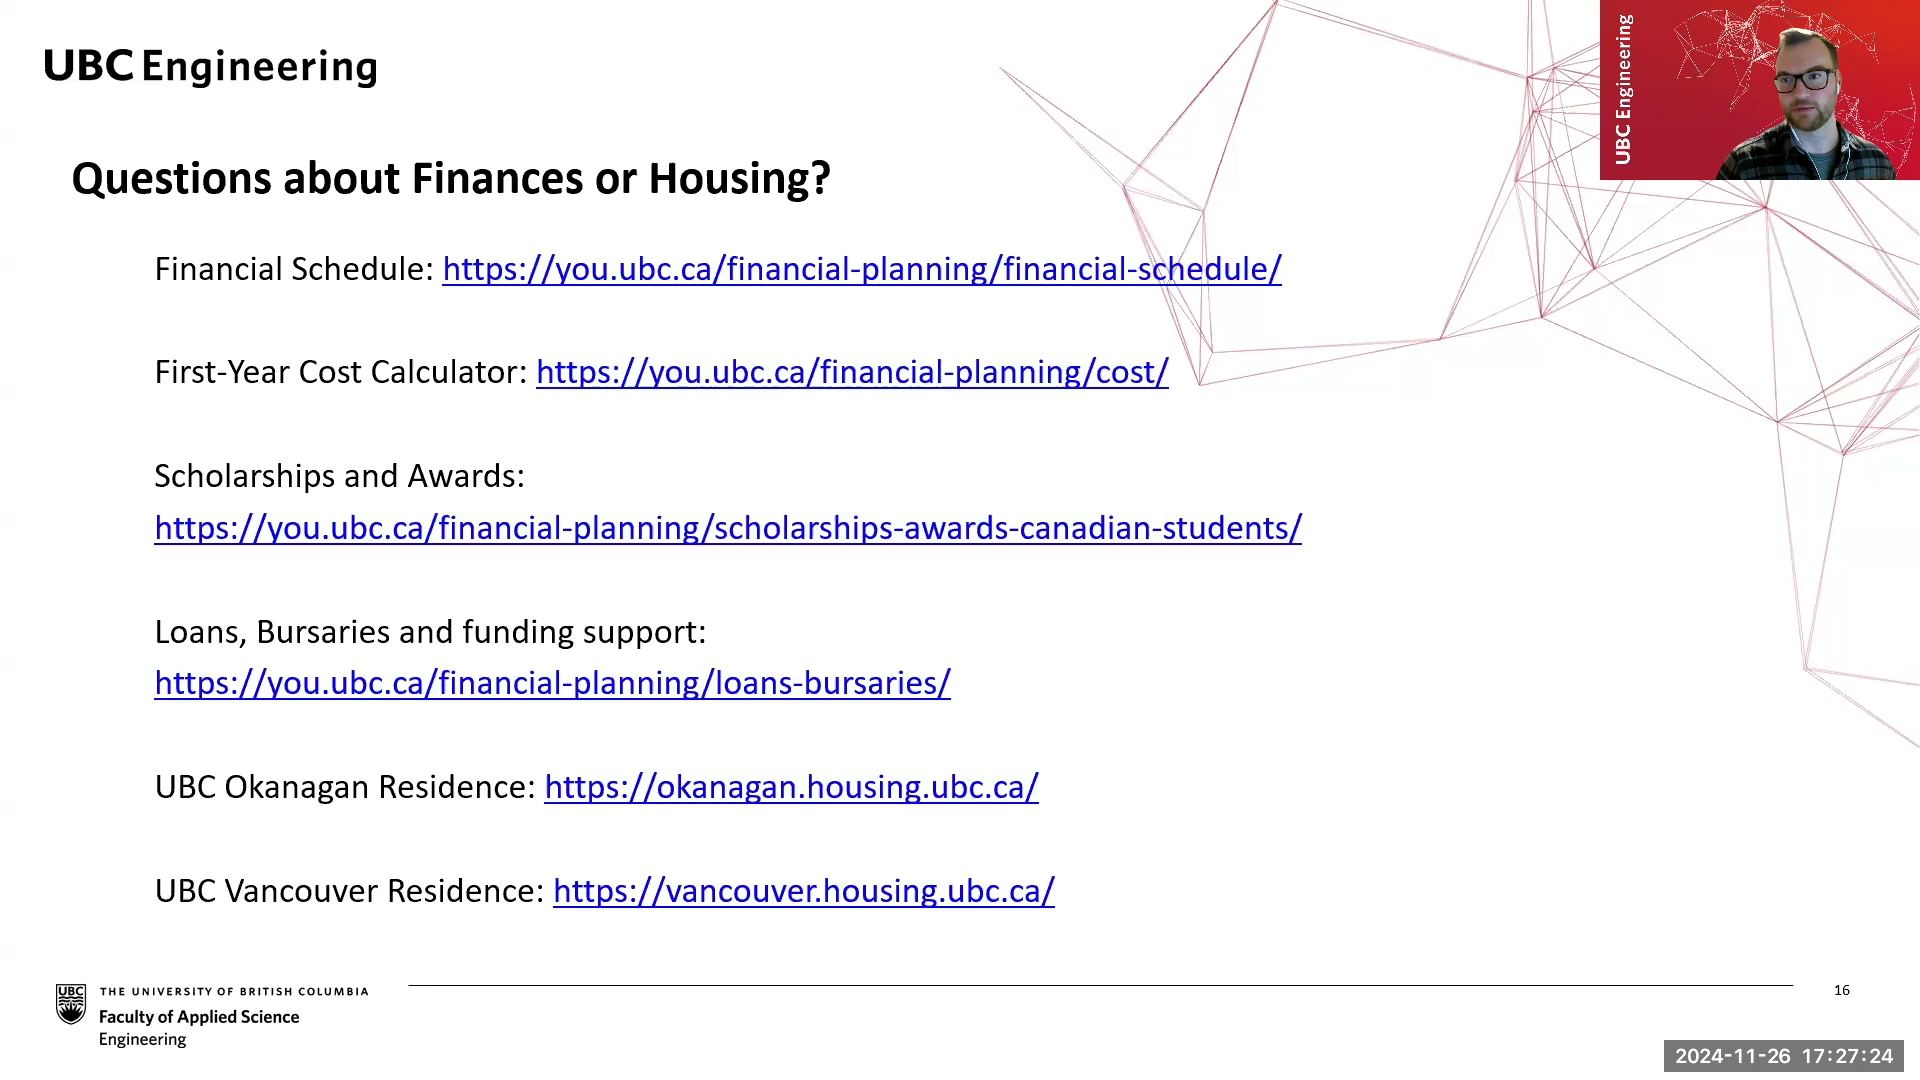 UBC Engineering
UBC Engineering
Questions about Finances or Housing?
Financial Schedule: https://you.ubc.ca/financial-planning/financial-schedule/
First-Year Cost Calculator: https://you.ubc.ca/financial-planning/cost/
Scholarships and Awards:
https://you.ubc.ca/financial-planning/scholarships-awards-canadian-students/
Loans, Bursaries and funding support:
https://you.ubc.ca/financial-planning/loans-bursaries/
UBC Okanagan Residence: https://okanagan.housing.ubc.ca/
UBC Vancouver Residence: https://vancouver.housing.ubc.ca/
UBC
THE UNIVERSITY OF BRITISH COLUMBIA
Faculty of Applied Science
Engineering
16
2024-11-26 17:27:24